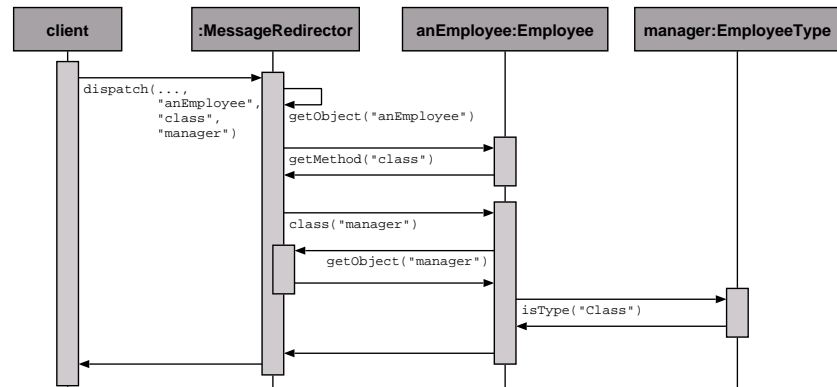 client
:MessageRedirector
anEmployee:Employee
manager:EmployeeType
dispatch(...,
"anEmployee",
"class",
"manager")
getObject("anEmployee")
getMethod("class")
class("manager")
getObject("manager")
isType("Class")